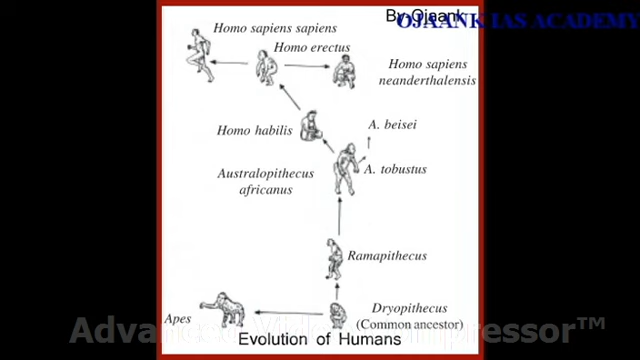 By-Ojaank
OJAANK IAS ACADEMY
Homo sapiens sapiens
Homo erectus
Homo sapiens
neanderthalensis
A. beisei
Homo habilis
A. tobustus
Australopithecus
africanus
Ramapithecus
Apes
Dryopithecus
(Common ancestor)
Evolution of Humans